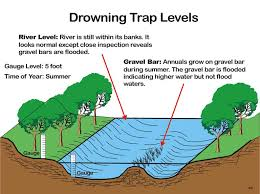 Drowning Trap Levels
River Level: River is still within its banks. It
looks normal except close inspection reveals
gravel bars are flooded.
Gauge Level: 5 foot
Time of Year: Summer
Gravel Bar: Annuals grow on gravel bar
during summer. The gravel bar is flooded
indicating higher water but not flood
waters.
Gauge
Gauge